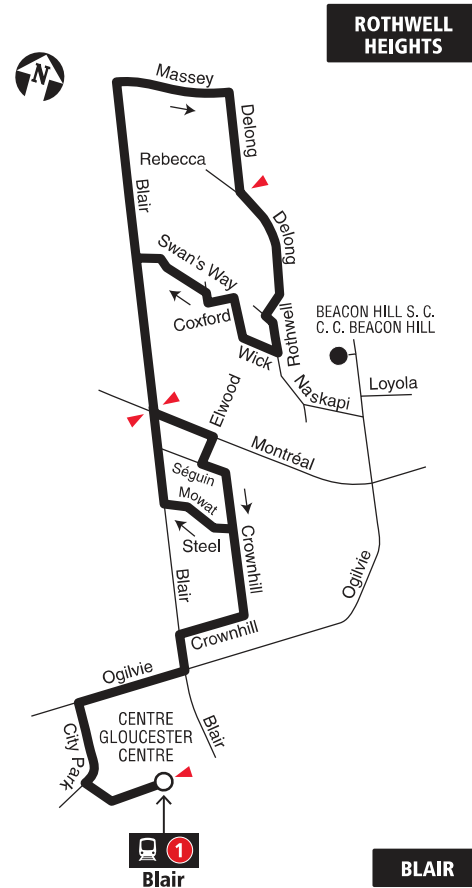 ROTHWELL
HEIGHTS
N
Massey
Delong
Rebecca
Blair
Delong
Swan's Way
Coxford
Rothwell
BEACON HILL S. C.
C. C. BEACON HILL
Wick
Loyola
Naskapi
Elwood
Montréal
Séguin
Mowat
Crownhill
Steel
Blair
Ogilvie
Crownhill
Ogilvie
CENTRE
GLOUCESTER
CENTRE
Blair
City Park
1
Blair
BLAIR